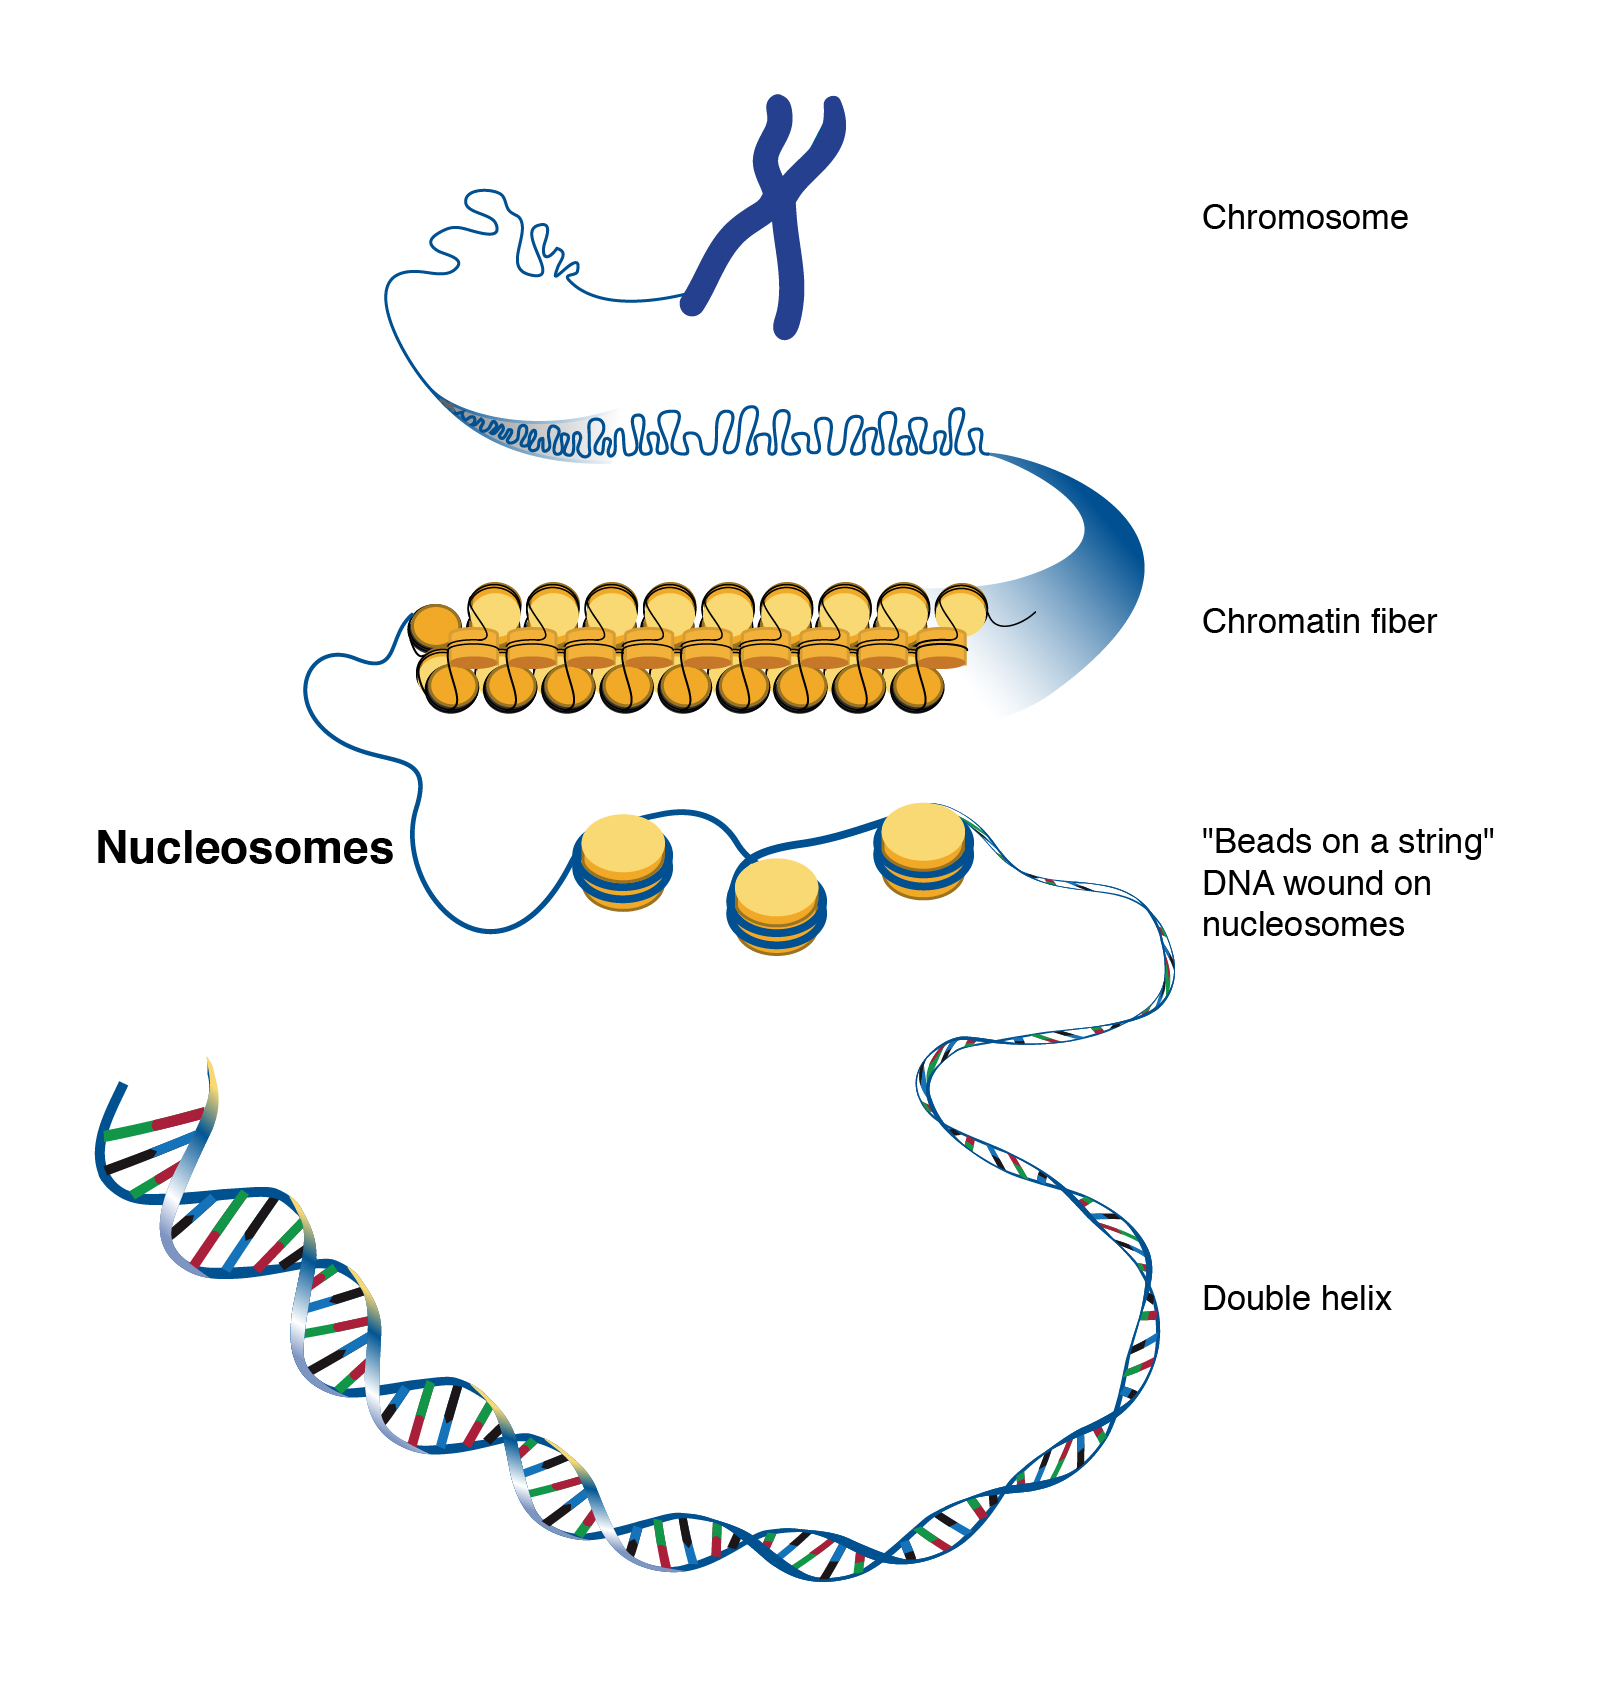 Chromosome
Chromatin fiber
Nucleosomes
"Beads on a string"
DNA wound on
nucleosomes
Double helix